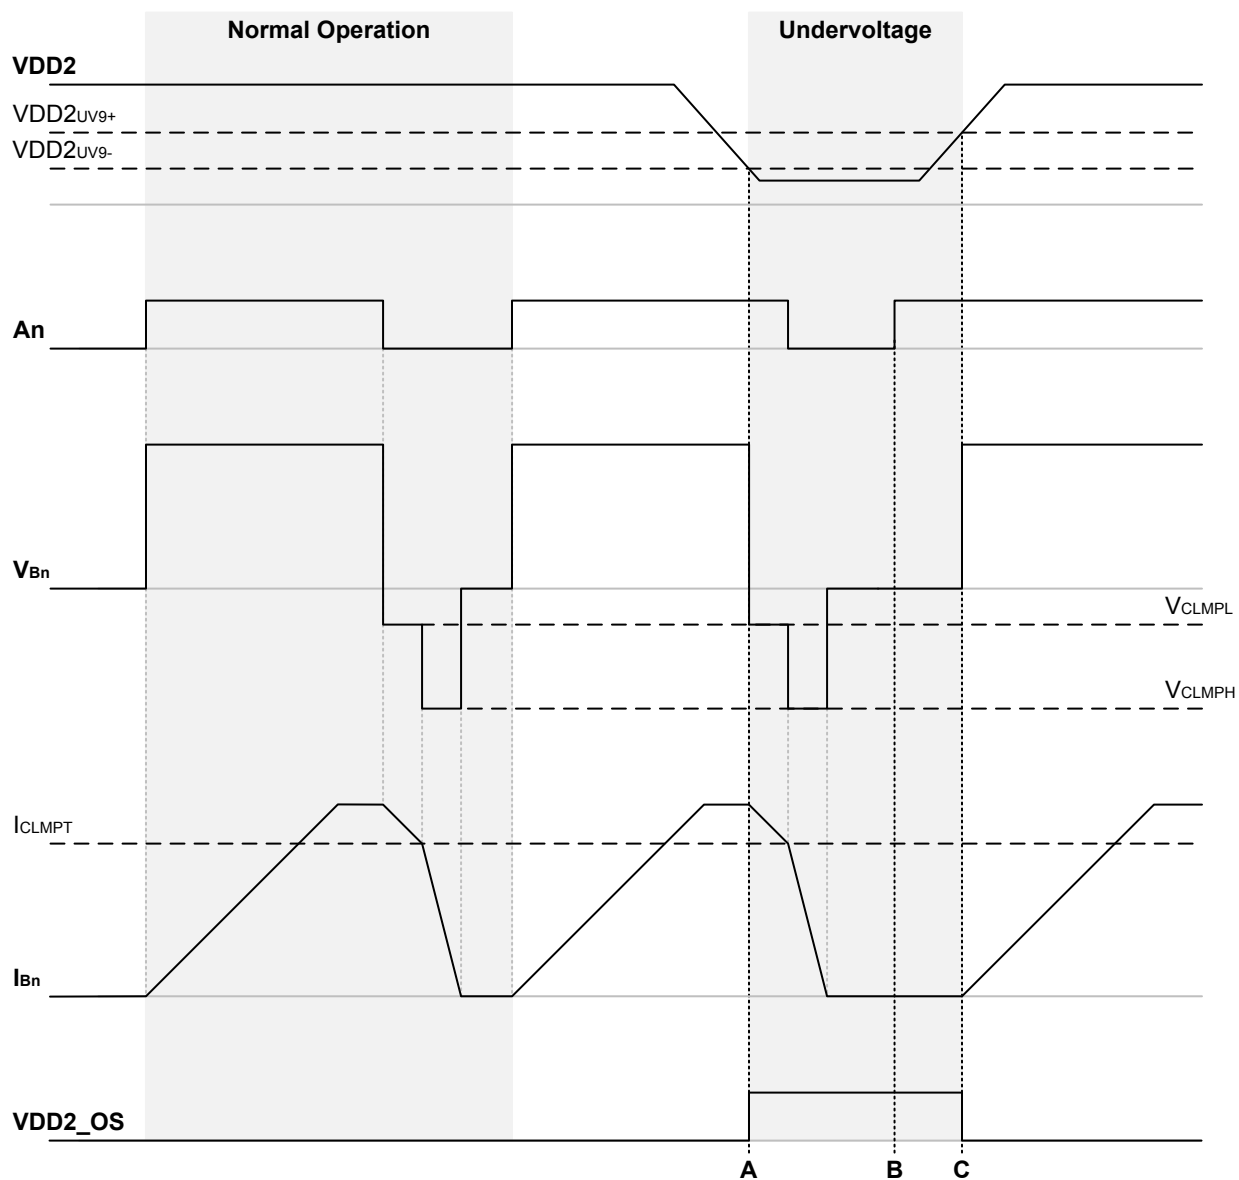 Normal Operation
Undervoltage
VDD2
VDD2UV9+
VDD2UV9-
An
VBn
VCLMPL
VCLMPH
ICLMPT
IBn
VDD2_OS
A
B
C